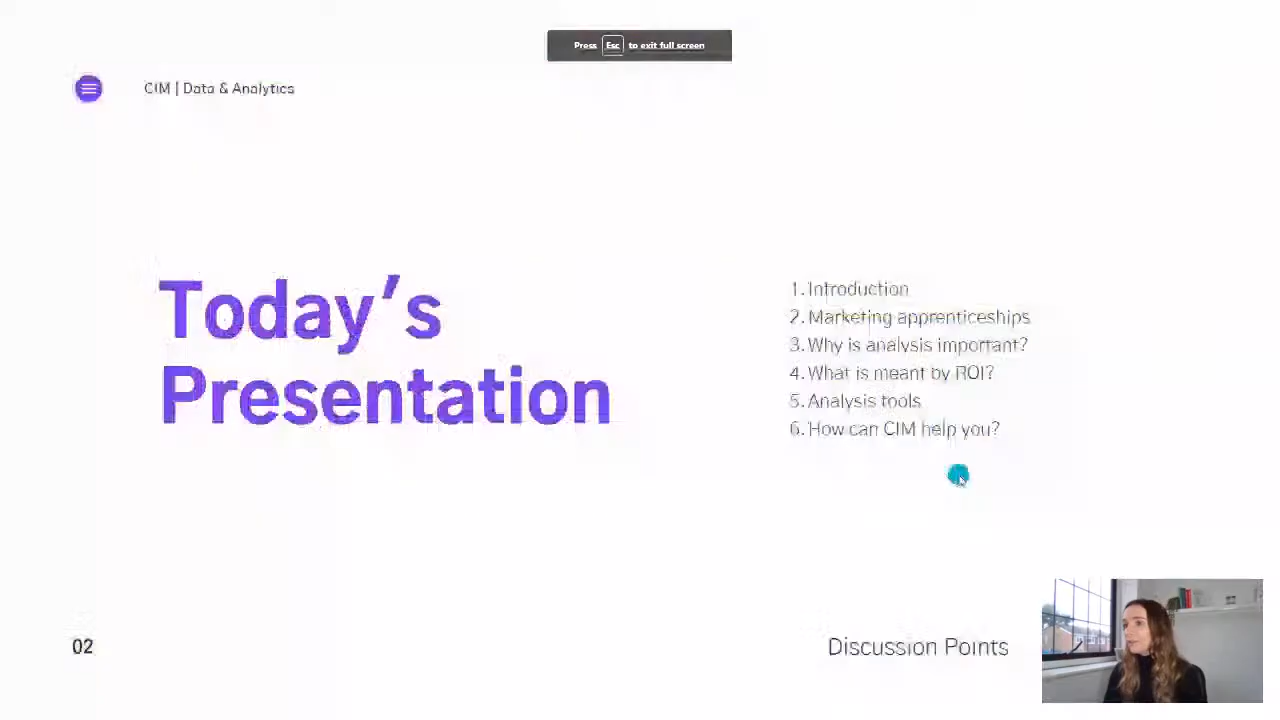 Press Esc to exit full screen
CIM | Data & Analytics
Today's
Presentation
1. Introduction
2. Marketing apprenticeships
3. Why is analysis important?
4. What is meant by ROI?
5. Analysis tools
6. How can CIM help you?
02
Discussion Points